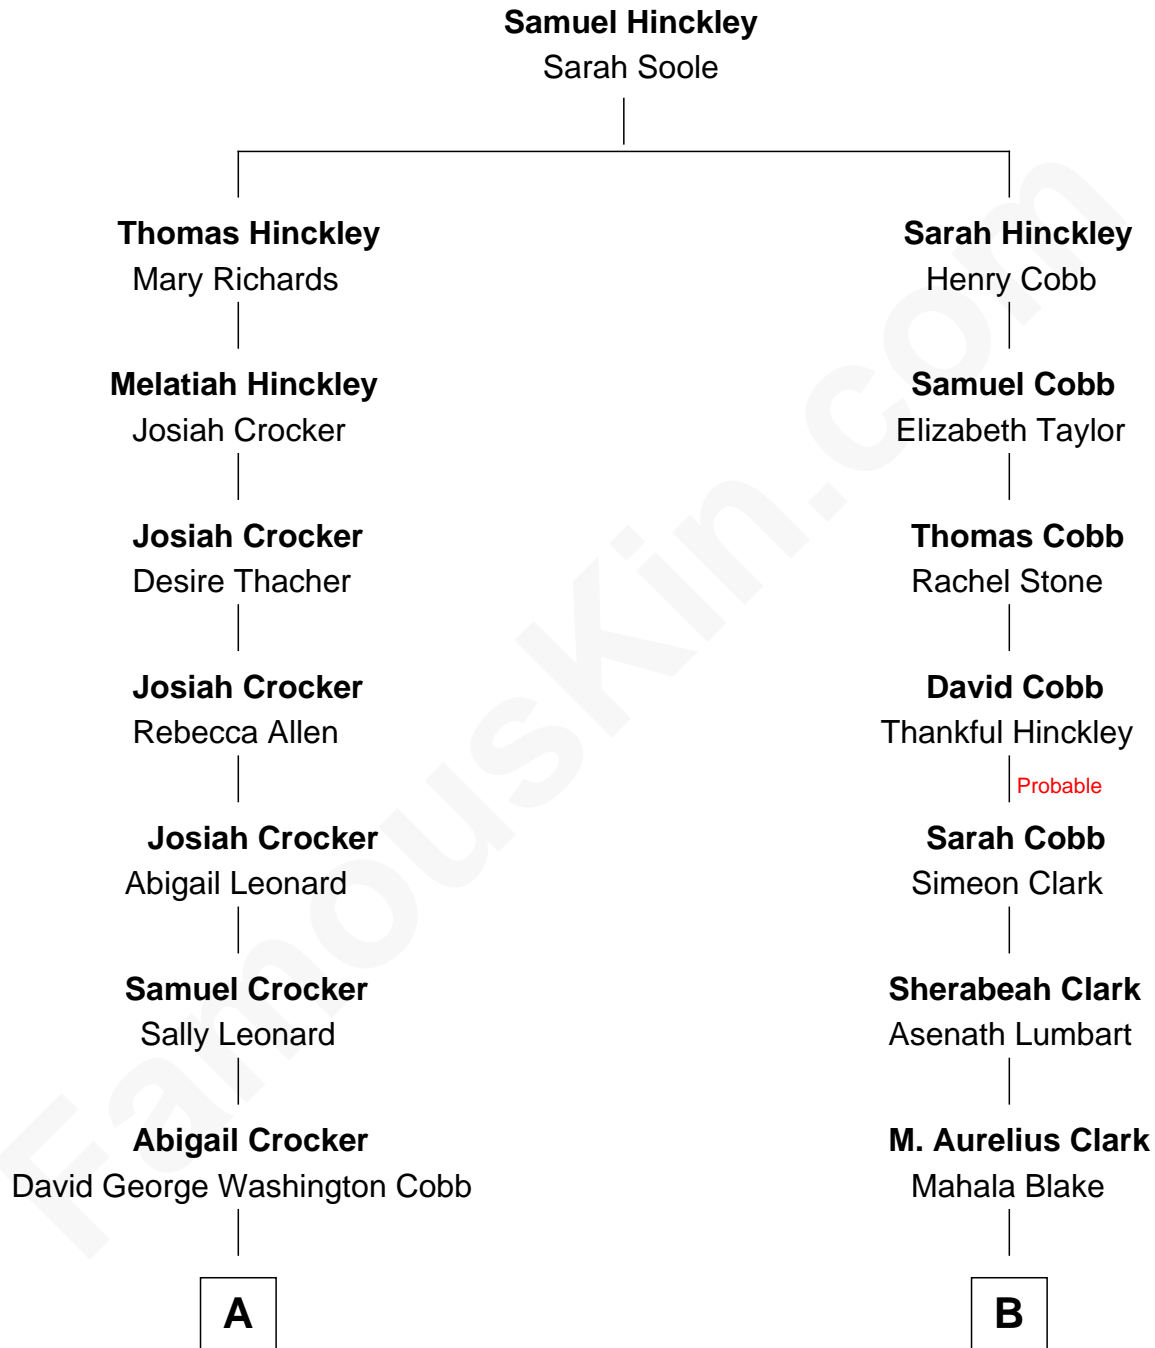 Samuel Hinckley
Sarah Soole
Thomas Hinckley
Mary Richards
Sarah Hinckley
Henry Cobb
Melatiah Hinckley
Josiah Crocker
Samuel Cobb
Elizabeth Taylor
Josiah Crocker
Desire Thacher
Thomas Cobb
Rachel Stone
Josiah Crocker
Rebecca Allen
David Cobb
Thankful Hinckley
Probable
Josiah Crocker
Abigail Leonard
Sarah Cobb
Simeon Clark
Samuel Crocker
Sally Leonard
Sherabeah Clark
Asenath Lumbart
Abigail Crocker
David George Washington Cobb
M. Aurelius Clark
Mahala Blake
A
B
FamousKin.com